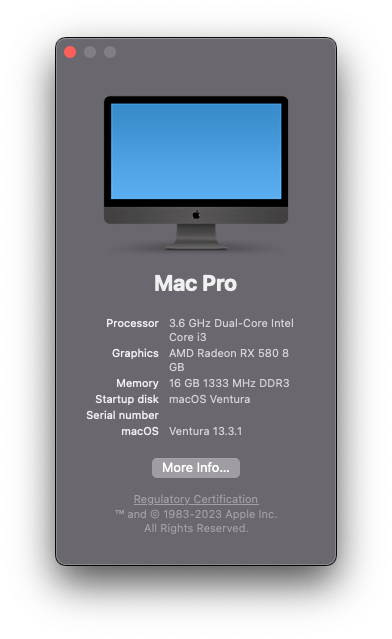 Mac Pro
Processor 3.6 GHz Dual-Core Intel
Core i3
Graphics AMD Radeon RX 580 8
GB
Memory 16 GB 1333 MHz DDR3
Startup disk macOS Ventura
Serial number
macOS Ventura 13.3.1
More Info...
Regulatory Certification
™ and © 1983-2023 Apple Inc.
All Rights Reserved.